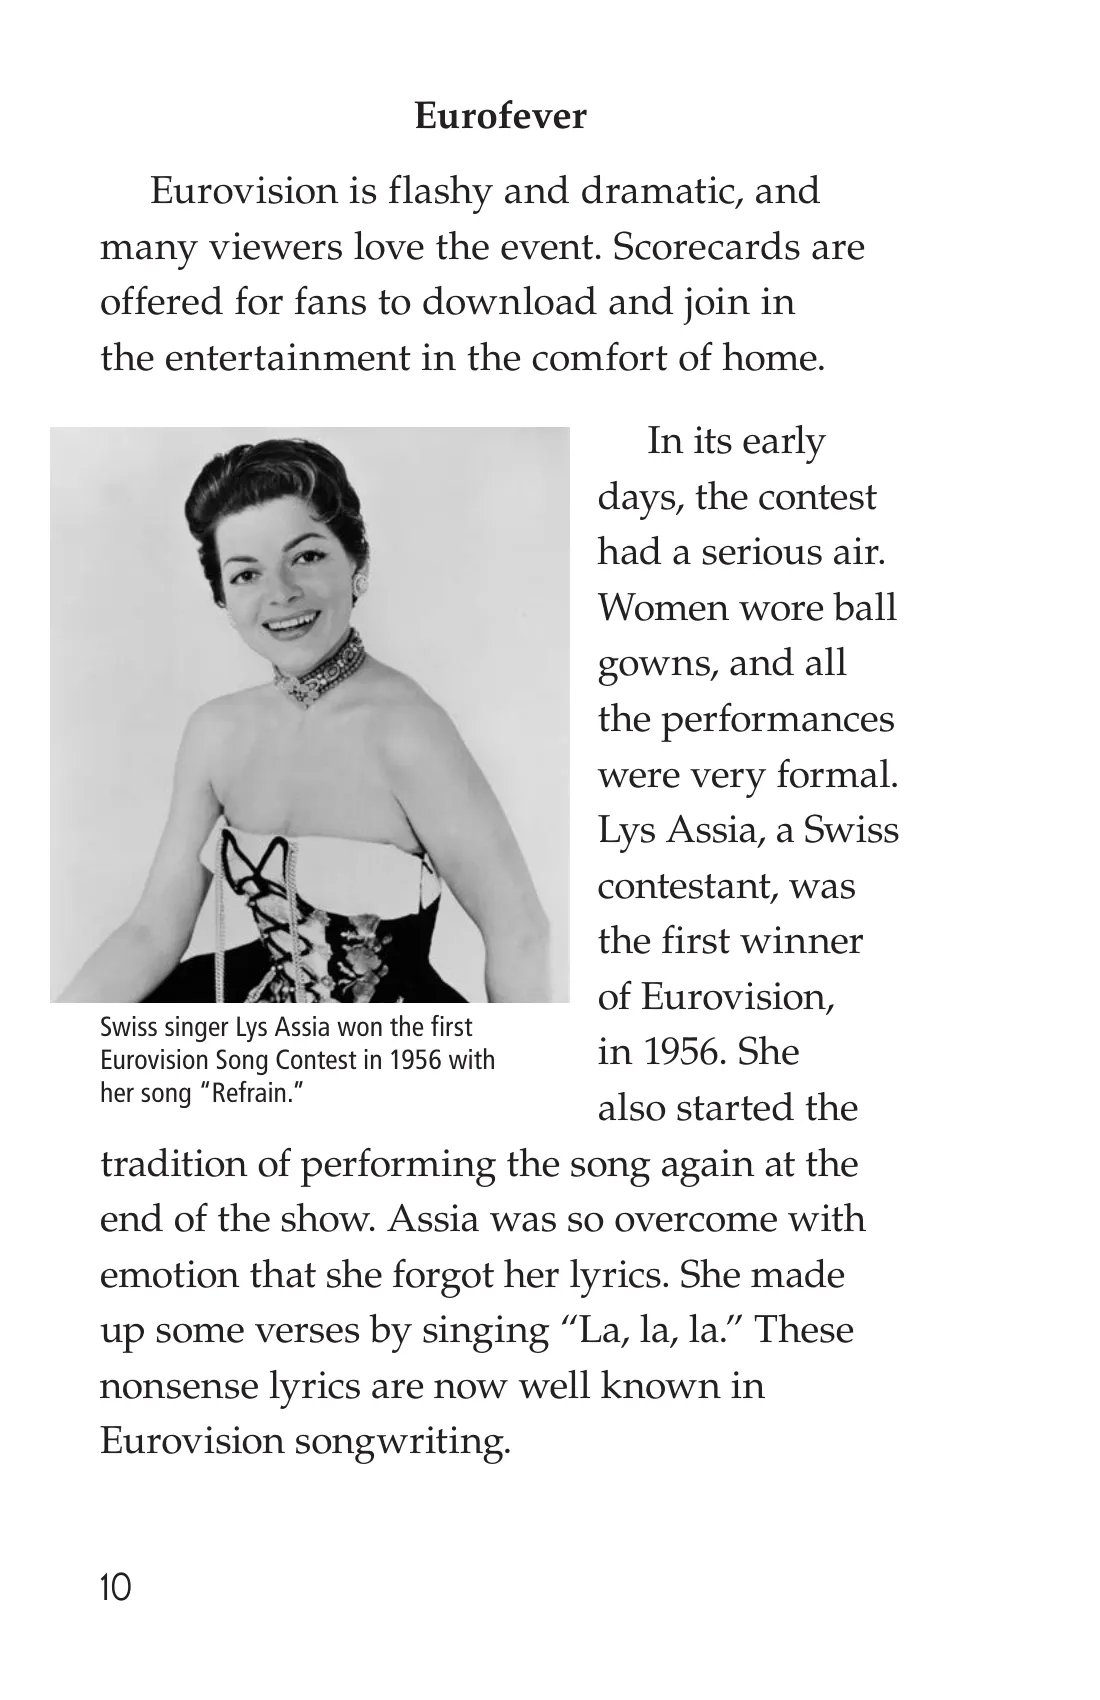 Eurofever
Eurovision is flashy and dramatic, and
many viewers love the event. Scorecards are
offered for fans to download and join in
the entertainment in the comfort of home.
In its early
days, the contest
had a serious air.
Women wore ball
gowns, and all
the performances
were very formal.
Lys Assia, a Swiss
contestant, was
the first winner
of Eurovision,
in 1956. She
also started the
tradition of performing the song again at the
end of the show. Assia was so overcome with
emotion that she forgot her lyrics. She made
up some verses by singing “La, la, la.” These
nonsense lyrics are now well known in
Eurovision songwriting.
Swiss singer Lys Assia won the first
Eurovision Song Contest in 1956 with
her song “Refrain.”
10